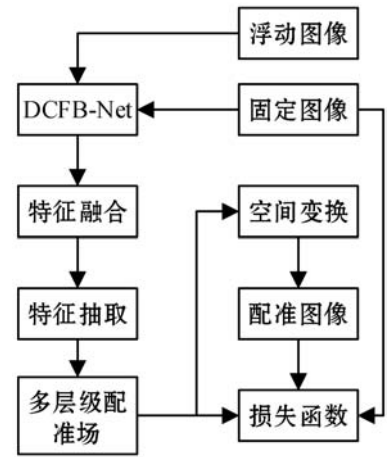 浮动图像
DCFB-Net
固定图像
特征融合
空间变换
特征抽取
配准图像
多层级配
准场
损失函数